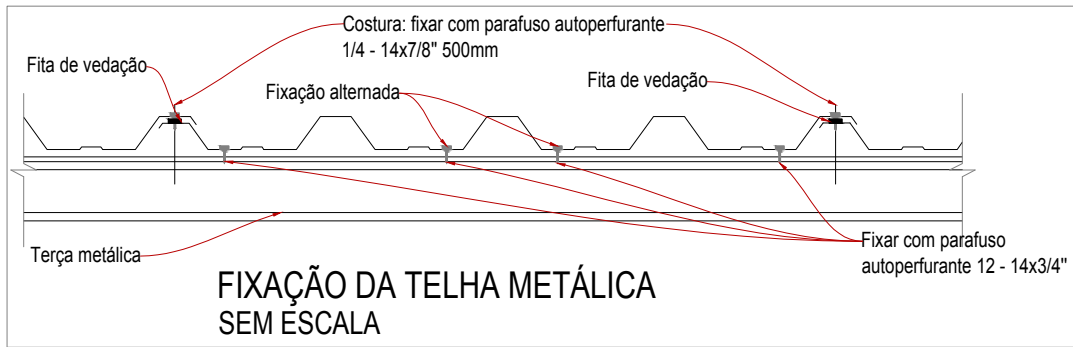 Costura: fixar com parafuso autoperfurante
1/4 - 14x7/8" 500mm
Fita de vedação
Fixação alternada
Fita de vedação
Terça metálica
Fixar com parafuso
autoperfurante 12 - 14x3/4"
FIXAÇÃO DA TELHA METÁLICA
SEM ESCALA